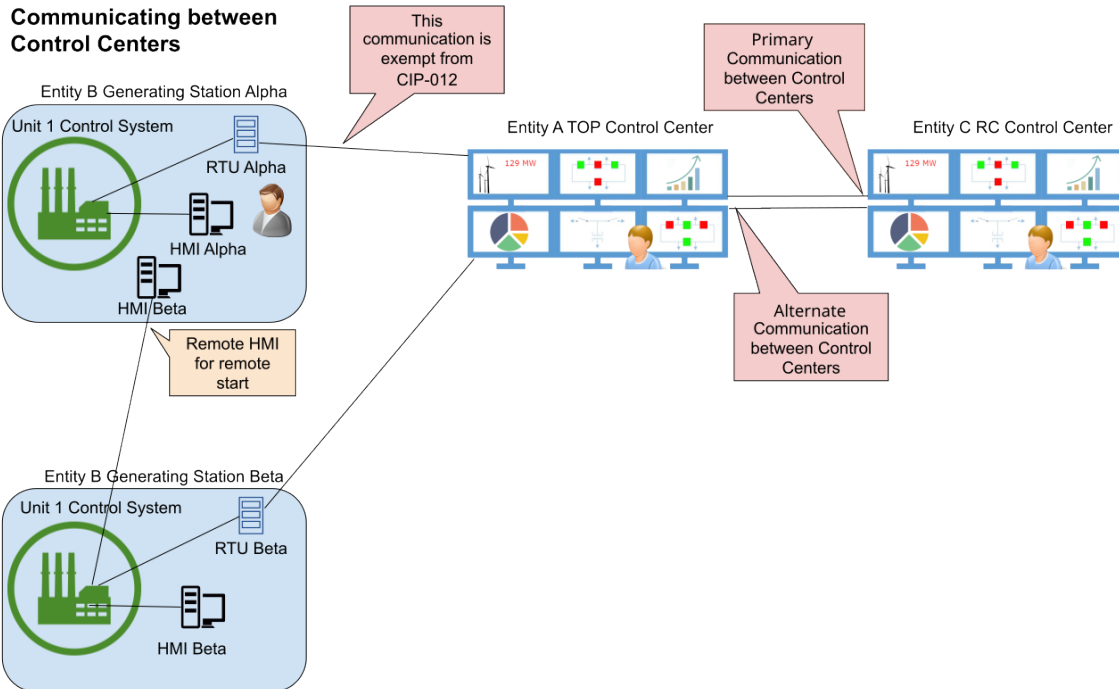 Communicating between
Control Centers
This
communication is
exempt from
CIP-012
Primary
Communication
between Control
Centers
Entity B Generating Station Alpha
Unit 1 Control System
RTU Alpha
HMI Alpha
HMI Beta
Entity A TOP Control Center
129 MW
Entity C RC Control Center
129 MW
Remote HMI
for remote
start
Alternate
Communication
between Control
Centers
Entity B Generating Station Beta
Unit 1 Control System
RTU Beta
HMI Beta